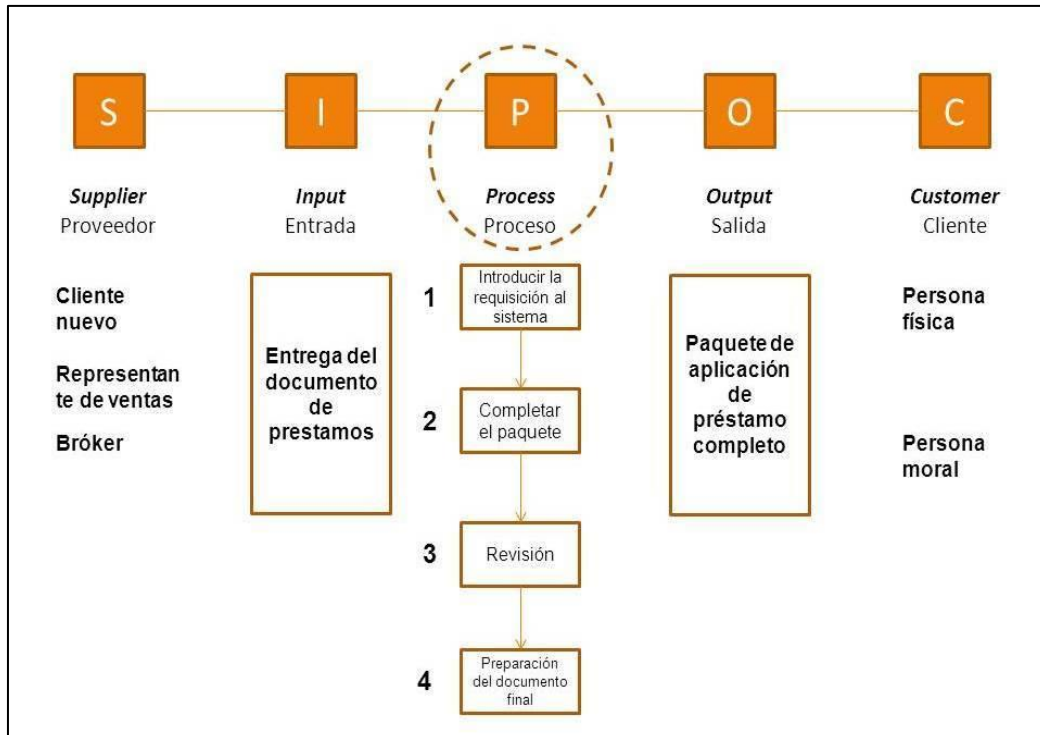 S I P O C
Supplier
Proveedor
Input
Entrada
Process
Proceso
Output
Salida
Customer
Cliente
Cliente
nuevo
Representan
te de ventas
Bróker
Entrega del
documento
de
prestamos
1
Introducir la
requisición al
sistema
2
Completar
el paquete
3
Revisión
4
Preparación
del documento
final
Paquete de
aplicación
de
préstamo
completo
Persona
física
Persona
moral